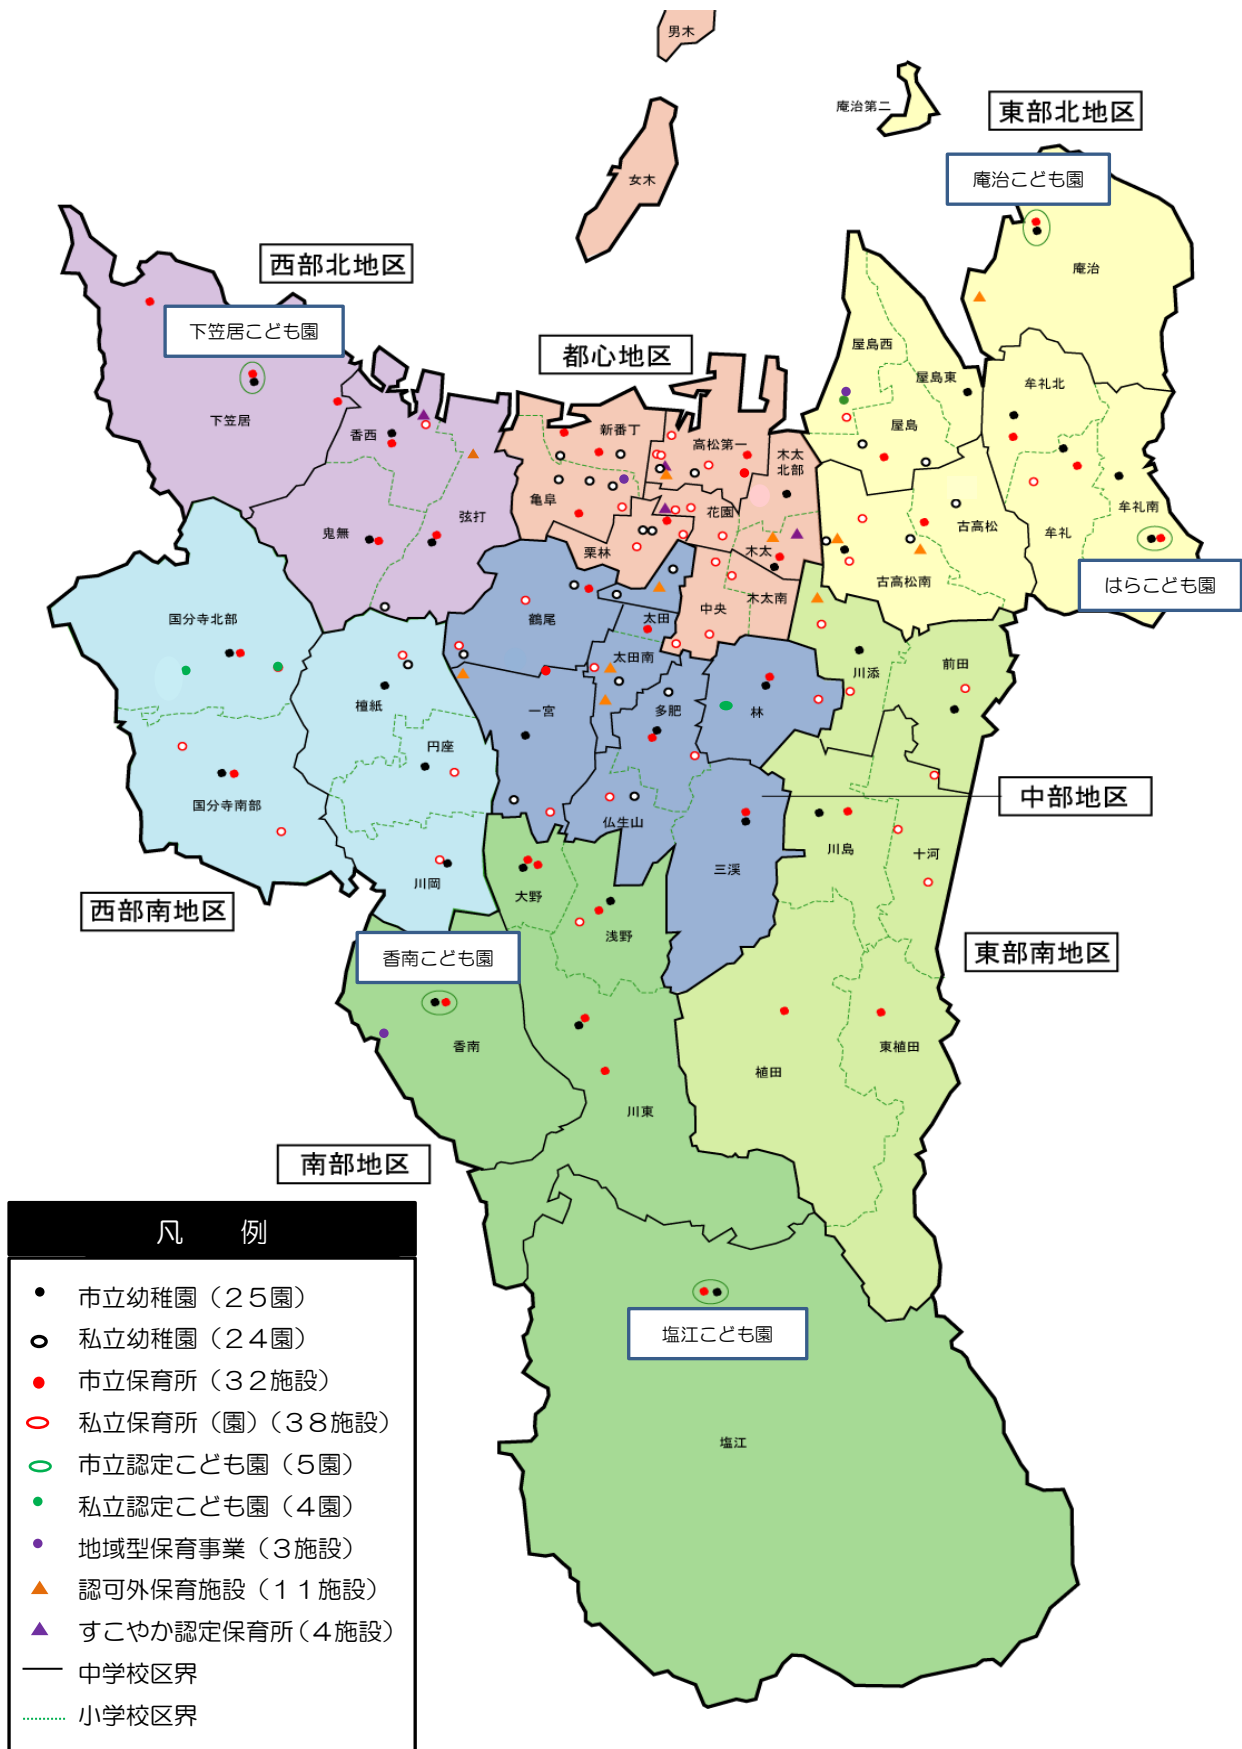 男木
庵治第二
東部北地区
庵治こども園
女木
庵治
西部北地区
下笠居こども園
都心地区
屋島西
屋島東
牟礼北
下笠居
香西
新番丁
高松第一
木太
北部
屋島
亀阜
弦打
鬼無
花園
古高松
牟礼南
牟礼
栗林
木太
古高松南
はらこども園
中央
木太南
国分寺北部
鶴尾
太田
太田南
川添
前田
檀紙
一宮
多肥
林
円座
中部地区
国分寺南部
仏生山
川島
十河
三渓
川岡
大野
西部南地区
浅野
香南こども園
東部南地区
香南
東植田
植田
川東
南部地区
塩江こども園
塩江
凡 例
市立幼稚園（２５園）
私立幼稚園（２４園）
市立保育所（３２施設）
私立保育所（園）（３８施設）
市立認定こども園（５園）
私立認定こども園（４園）
地域型保育事業（３施設）
認可外保育施設（１１施設）
すこやか認定保育所（４施設）
中学校区界
小学校区界